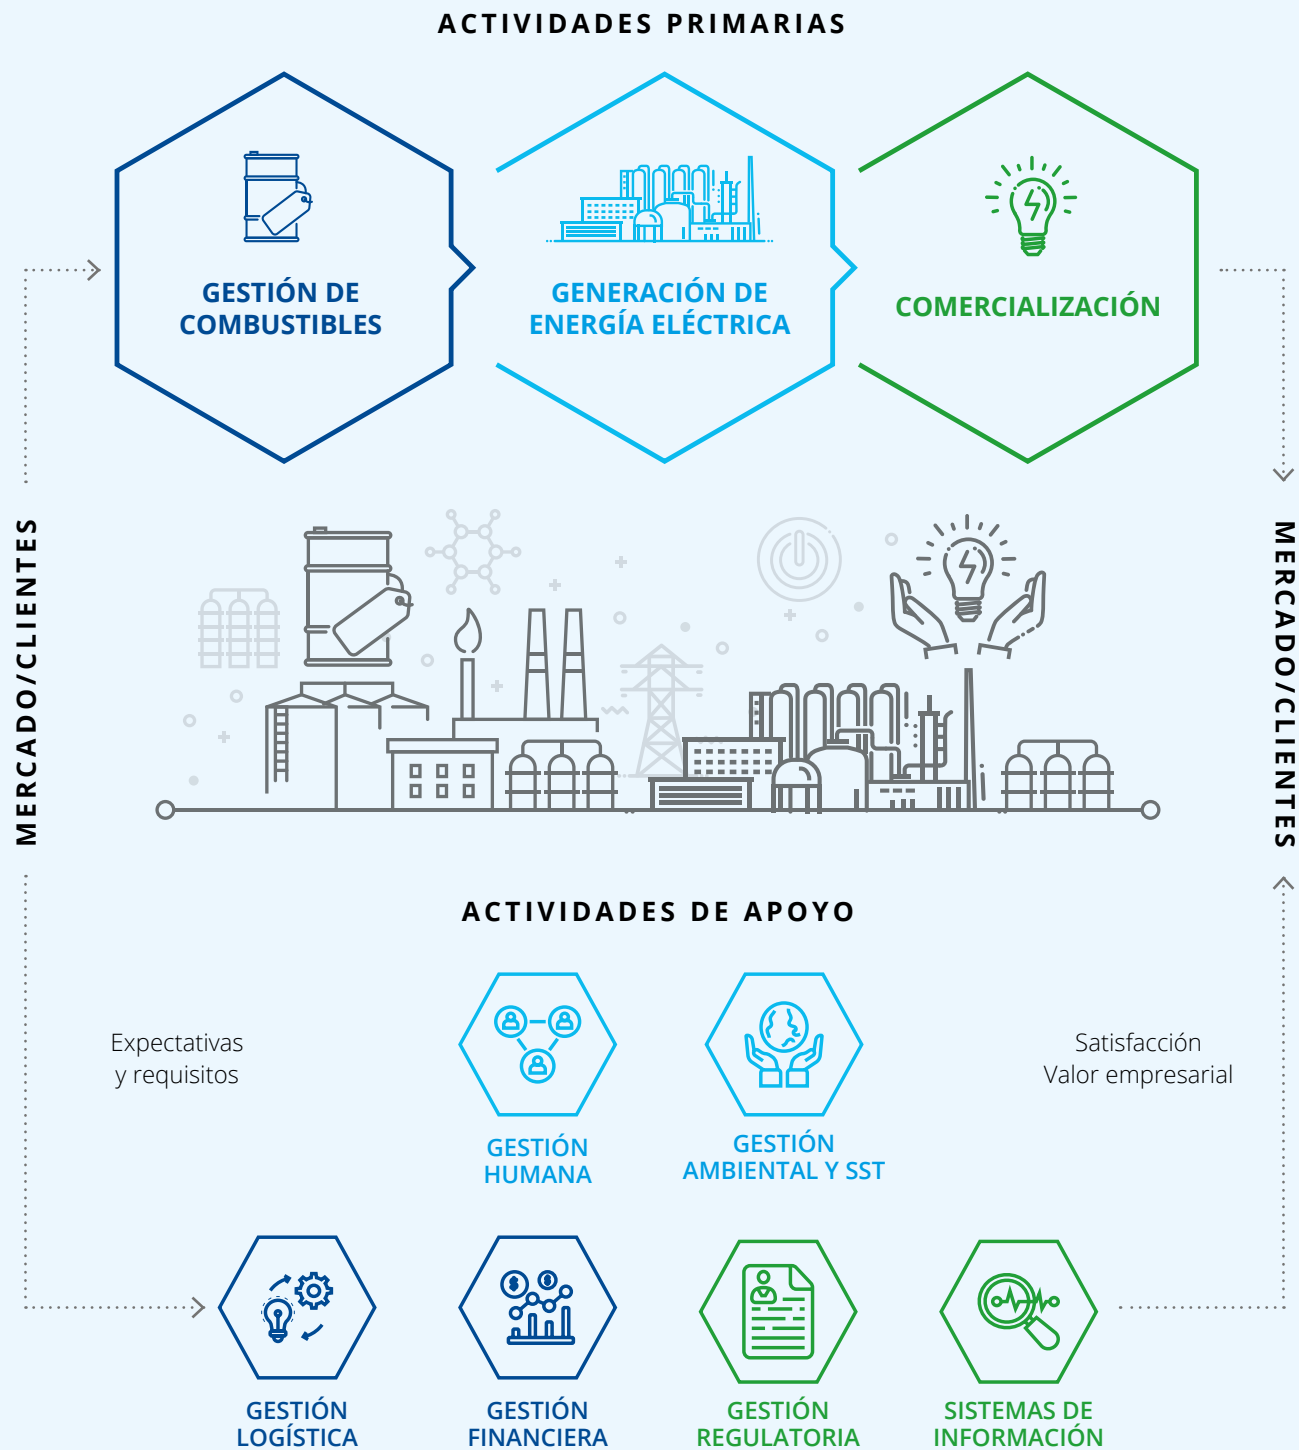 ACTIVIDADES PRIMARIAS
GESTIÓN DE
COMBUSTIBLES
GENERACIÓN DE
ENERGÍA ELÉCTRICA
COMERCIALIZACIÓN
MERCADO/CLIENTES
MERCADO/CLIENTES
ACTIVIDADES DE APOYO
Expectativas
y requisitos
GESTIÓN
HUMANA
GESTIÓN
AMBIENTAL Y SST
Satisfacción
Valor empresarial
GESTIÓN
LOGÍSTICA
GESTIÓN
FINANCIERA
GESTIÓN
REGULATORIA
SISTEMAS DE
INFORMACIÓN